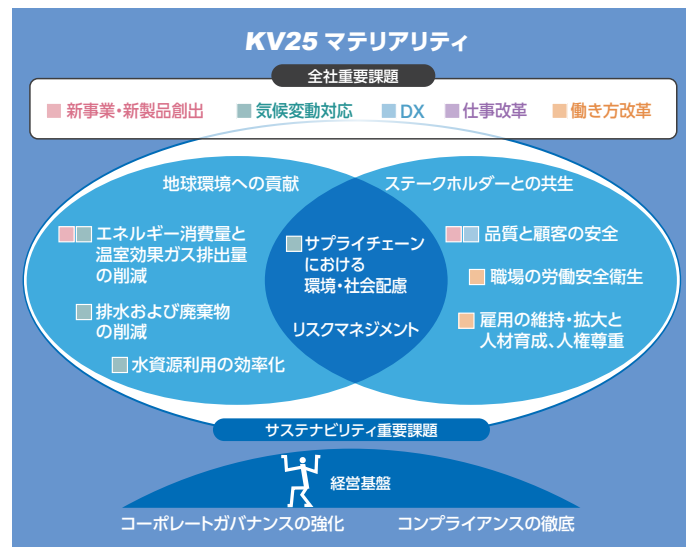 KV25 マテリアリティ
全社重要課題
新事業・新製品創出 気候変動対応 DX 仕事改革 働き方改革
地球環境への貢献
エネルギー消費量と
温室効果ガス排出量
の削減
排水および廃棄物
の削減
水資源利用の効率化
サプライチェーン
における
環境・社会配慮
リスクマネジメント
ステークホルダーとの共生
品質と顧客の安全
職場の労働安全衛生
雇用の維持・拡大と
人材育成、人権尊重
サステナビリティ重要課題
経営基盤
コーポレートガバナンスの強化 コンプライアンスの徹底